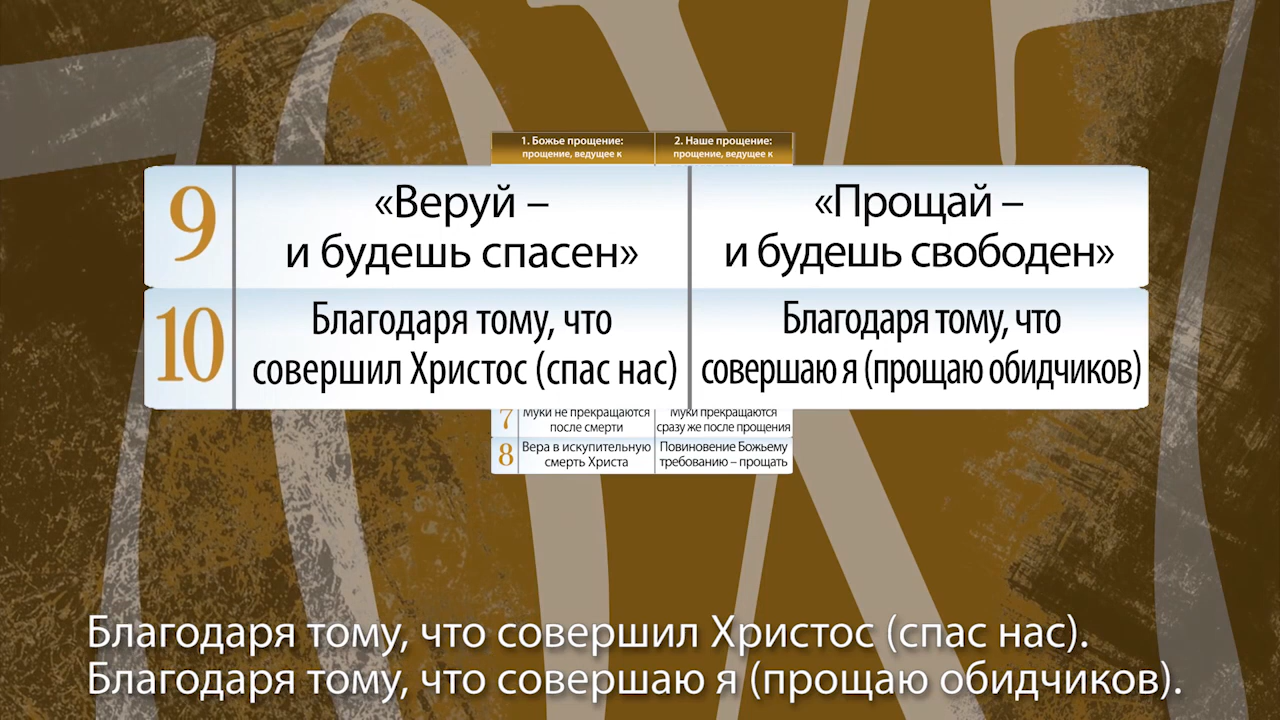 1. Божье прощение:
прощение, ведущее к
2. Наше прощение:
прощение, ведущее к
9
«Веруй –
и будешь спасен»
«Прощай –
и будешь свободен»
10
Благодаря тому, что
совершил Христос (спас нас)
Благодаря тому, что
совершаю я (прощаю обидчиков)
7
Муки не прекращаются
после смерти
Муки прекращаются
сразу же после прощения
8
Вера в искупительную
смерть Христа
Повиновение Божьему
требованию – прощать
Благодаря тому, что совершил Христос (спас нас).
Благодаря тому, что совершаю я (прощаю обидчиков).